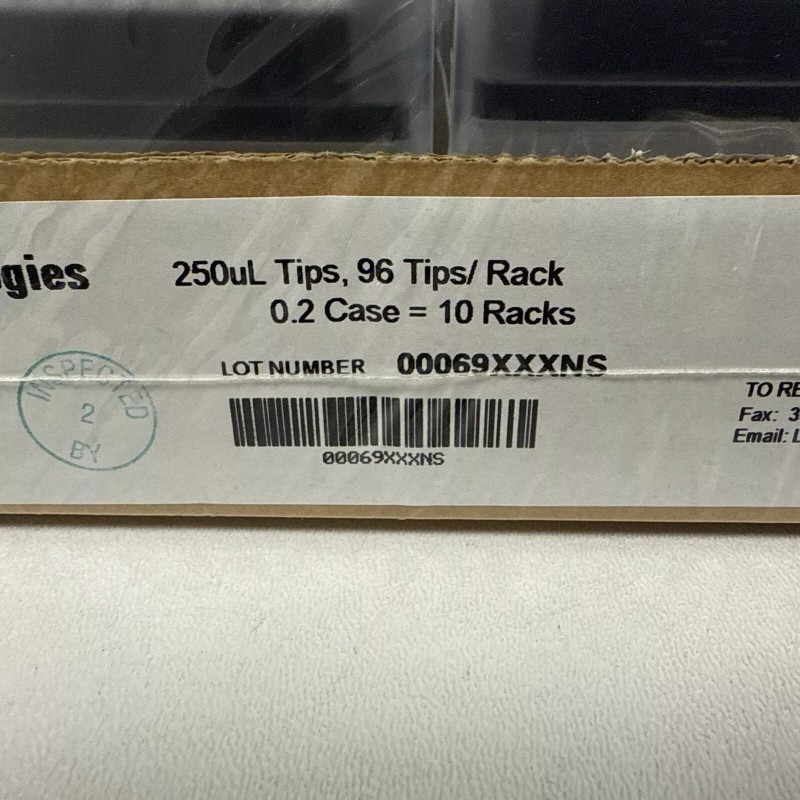 gies
250uL Tips, 96 Tips/ Rack
0.2 Case = 10 Racks
LOT NUMBER 00069XXXNS
00069XXXNS
INSPECTED
2
BY
TO RE
Fax: 3
Email: L